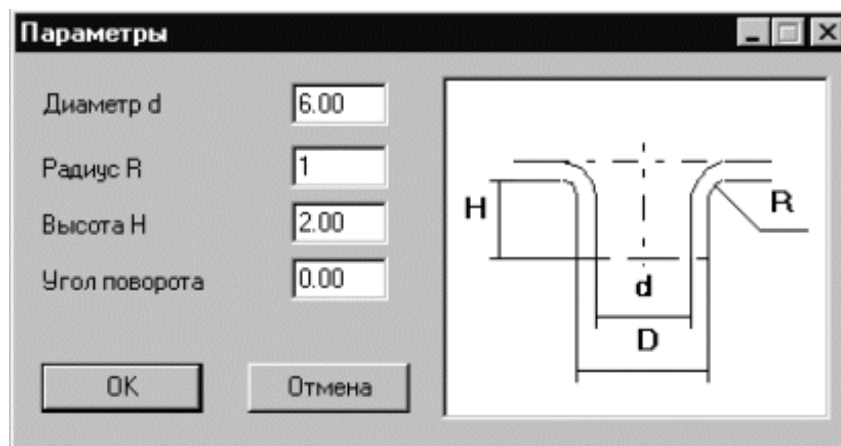 Параметры
Диаметр d 6.00
Радиус R 1
Высота H 2.00
Угол поворота 0.00
OK Отмена
H R
d
D